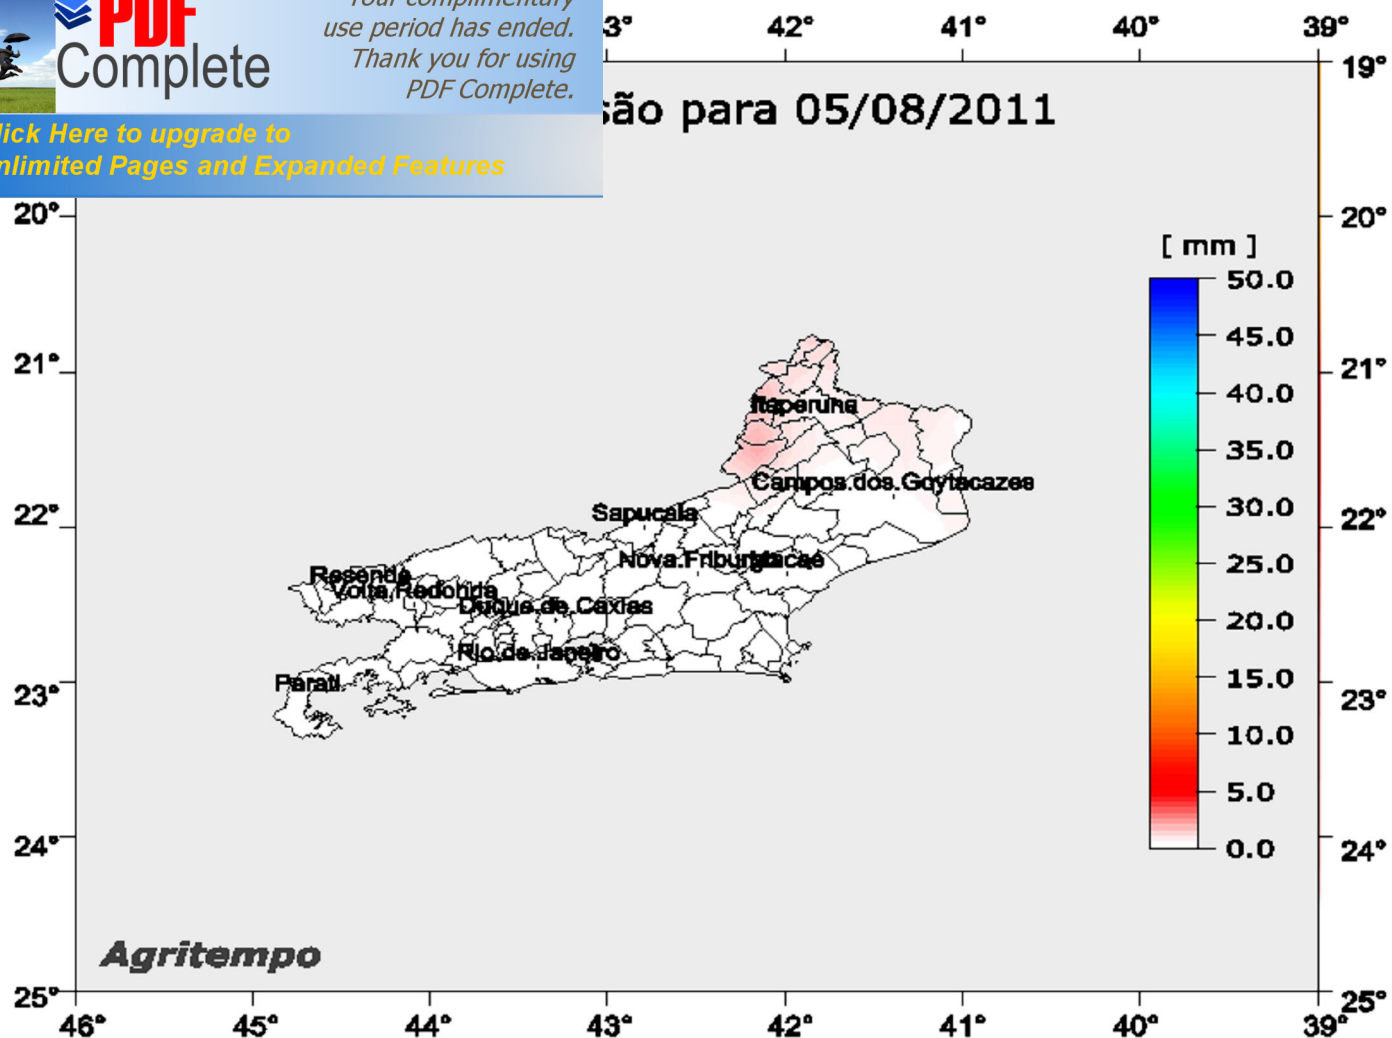 Your complimentary
use period has ended.
Thank you for using
PDF Complete.
PDF
Complete
lick Here to upgrade to
nlimited Pages and Expanded Features
3° 42° 41° 40° 39°
são para 05/08/2011
19°
20° 20°
21° 21°
22° 22°
23° 23°
24° 24°
25° 25°
[ mm ]
50.0
45.0
40.0
35.0
30.0
25.0
20.0
15.0
10.0
5.0
0.0
Itaperuna
Campos.dos.Goytacazes
Sapucaia
Nova.Friburgo
Macaé
Resende
Volta.Redonda
Duque.de.Caxias
Rio.de.Janeiro
Parati
Agritempo
46° 45° 44° 43° 42° 41° 40° 39°